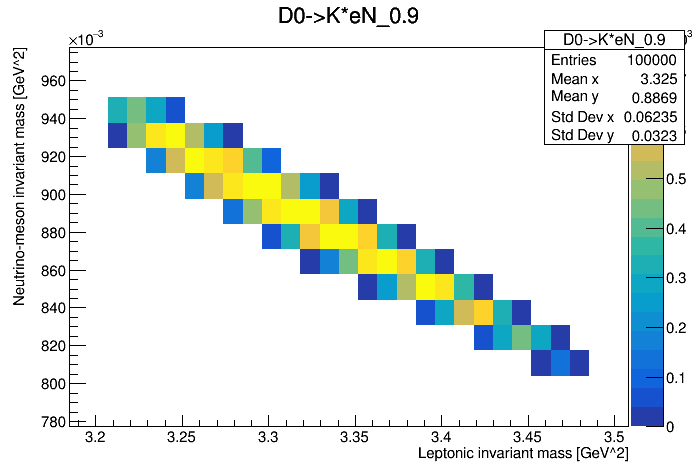 D0->K*eN_0.9
×10⁻³
D0->K*eN_0.9
Entries 100000
Mean x 3.325
Mean y 0.8869
Std Dev x 0.06235
Std Dev y 0.0323
Neutrino-meson invariant mass [GeV^2]
960
940
920
900
880
860
840
820
800
780
0.5
0.4
0.3
0.2
0.1
0
3.2 3.25 3.3 3.35 3.4 3.45 3.5
Leptonic invariant mass [GeV^2]